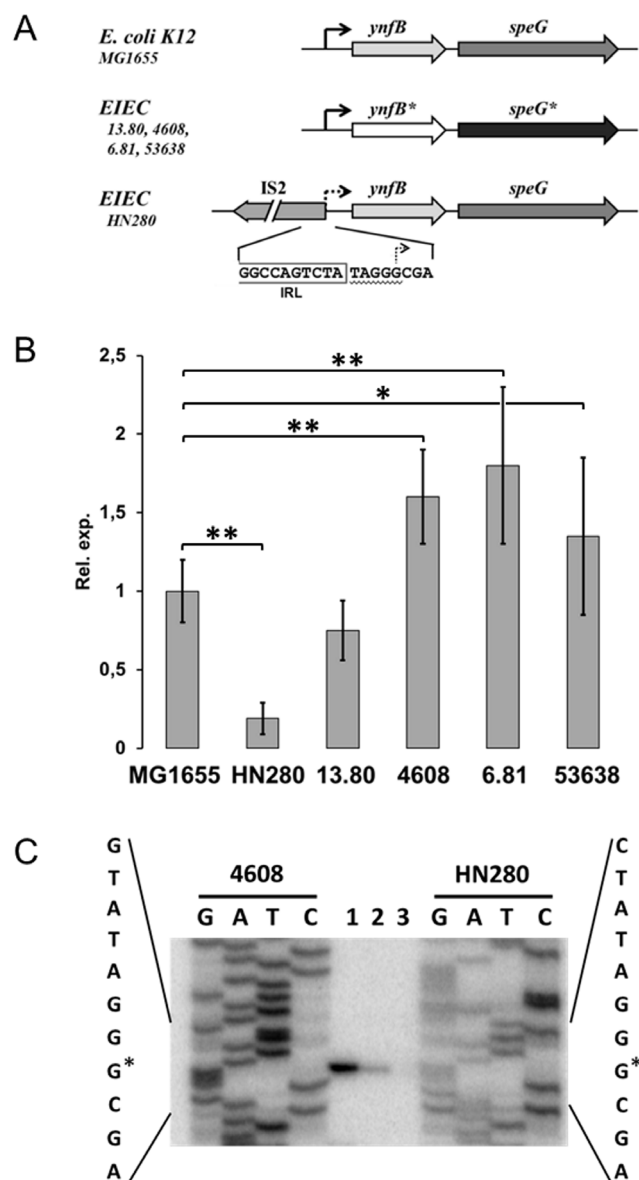 A
E. coli K12
MG1655
ynfB speG
EIEC
13.80, 4608,
6.81, 53638
ynfB* speG*
EIEC
HN280
IS2 ynfB speG
GGCCAGTCTA TAGGGCGA
IRL
B
Rel. exp.
2,5
2
1,5
1
0,5
0
**
*
**
**
MG1655 HN280 13.80 4608 6.81 53638
C
4608 HN280
G A T C 1 2 3 G A T C
G
T
A
T
A
G
G
G*
C
G
A
C
T
A
T
A
G
G
G*
C
G
A